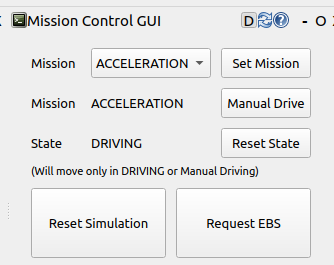 Mission Control GUI D ? - O
Mission ACCELERATION Set Mission
Mission ACCELERATION Manual Drive
State DRIVING Reset State
(Will move only in DRIVING or Manual Driving)
Reset Simulation Request EBS